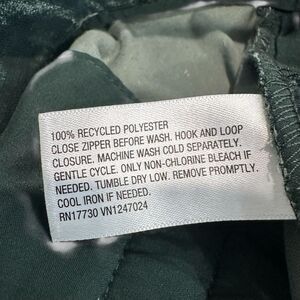 100% RECYCLED POLYESTER
CLOSE ZIPPER BEFORE WASH. HOOK AND LOOP
CLOSURE. MACHINE WASH COLD SEPARATELY.
GENTLE CYCLE. ONLY NON-CHLORINE BLEACH IF
NEEDED. TUMBLE DRY LOW. REMOVE PROMPTLY.
COOL IRON IF NEEDED.
RN17730 VN1247024